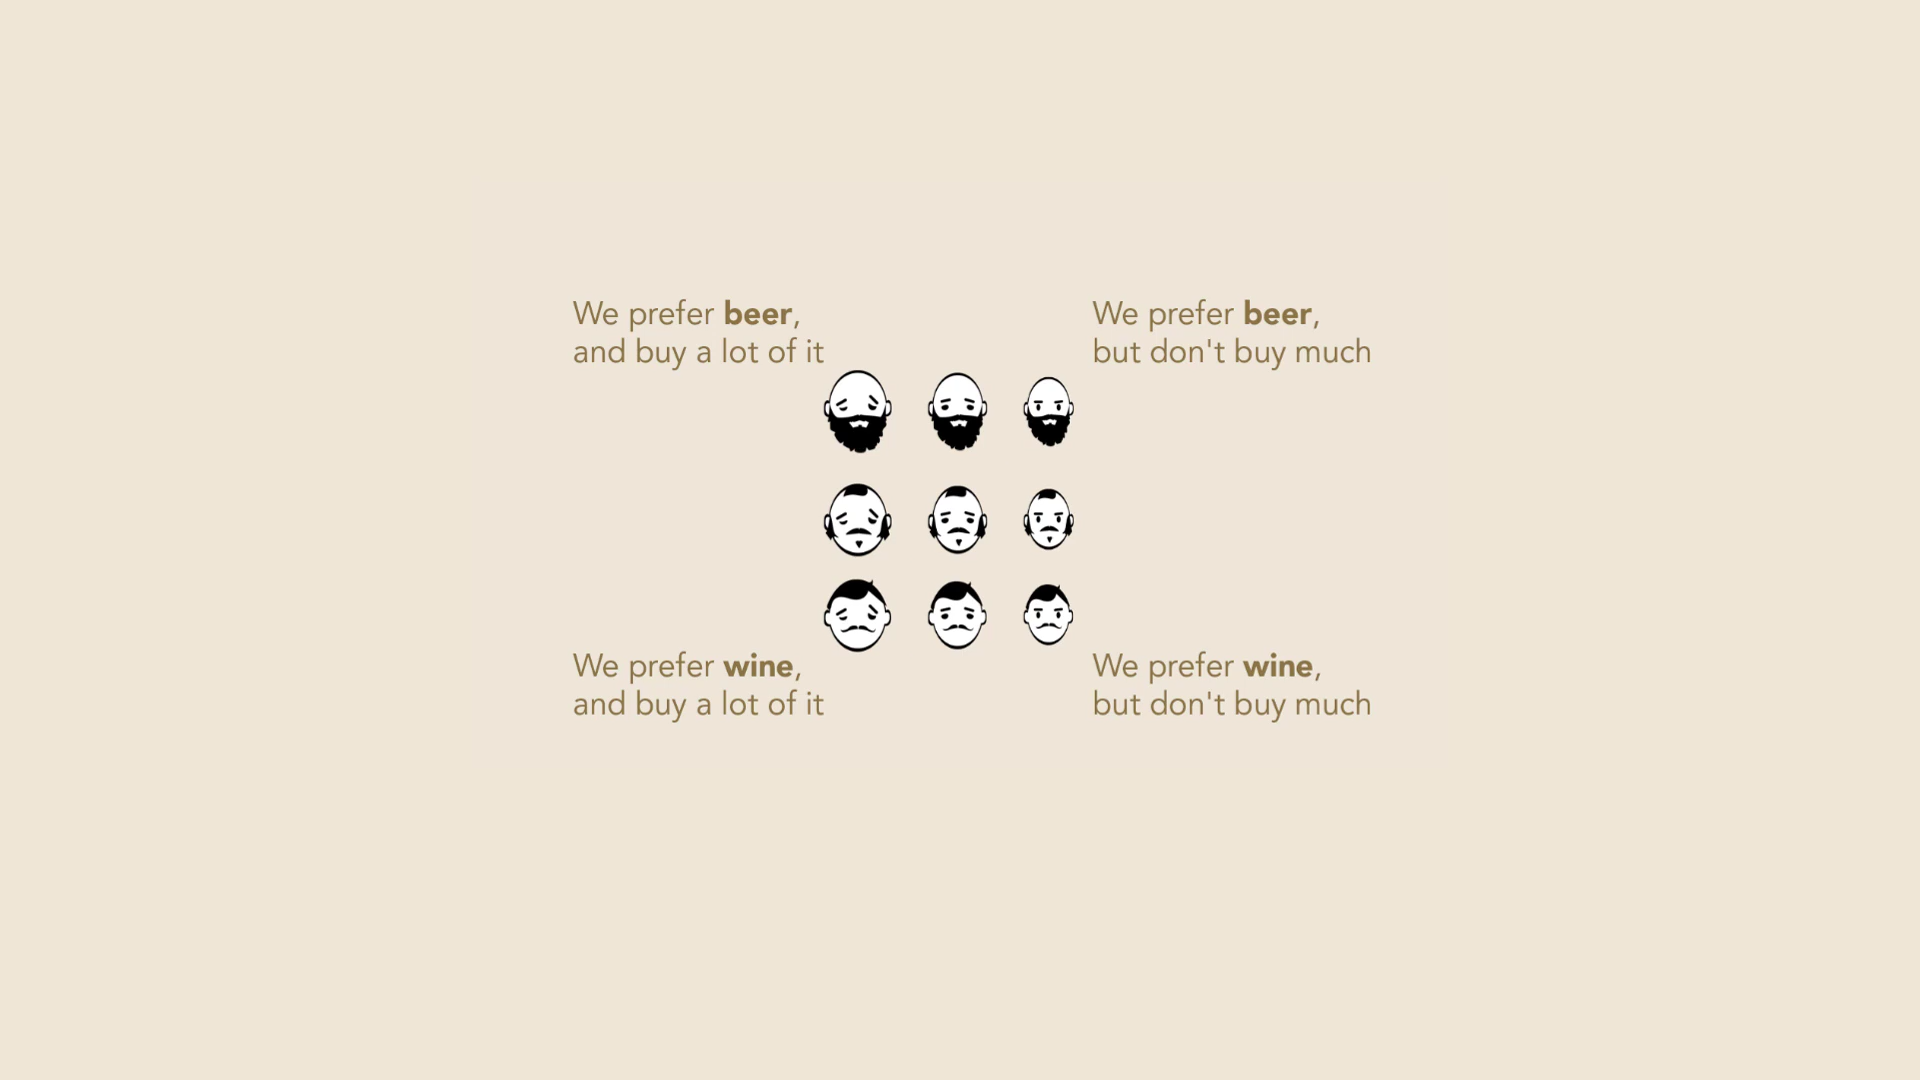 We prefer beer,
and buy a lot of it
We prefer beer,
but don't buy much
We prefer wine,
and buy a lot of it
We prefer wine,
but don't buy much